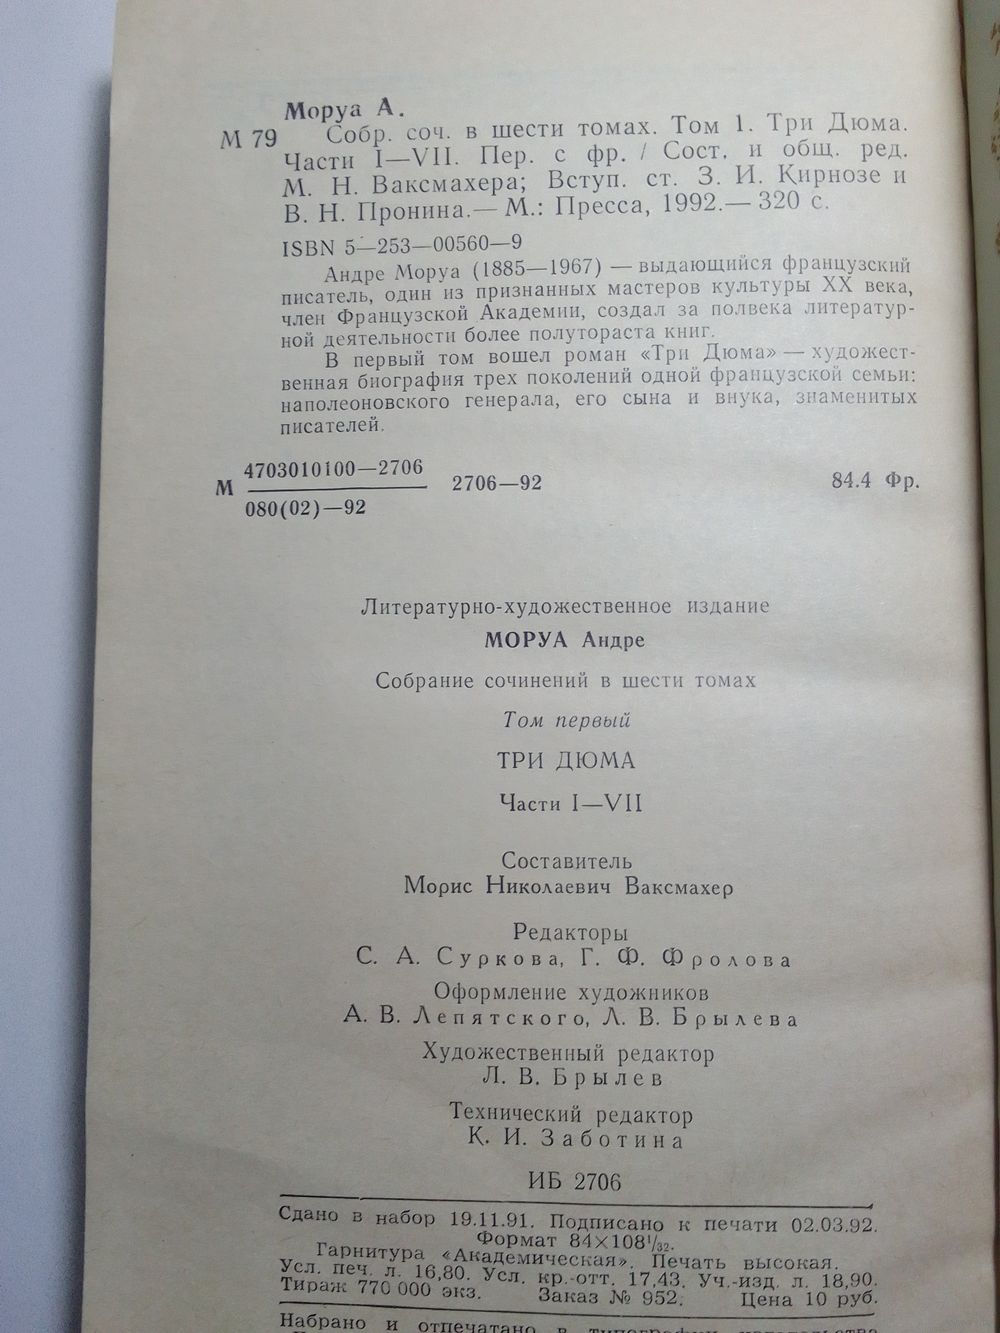 Моруа А.
М 79 Собр. соч. в шести томах. Том 1. Три Дюма.
Части I—VII. Пер. с фр. / Сост. и общ. ред.
М. Н. Ваксмахера; Вступ. ст. З. И. Кирнозе и
В. Н. Пронина.— М.: Пресса, 1992.— 320 с.
ISBN 5—253—00560—9
Андре Моруа (1885—1967) — выдающийся французский
писатель, один из признанных мастеров культуры XX века,
член Французской Академии, создал за полвека литератур-
ной деятельности более полутораста книг.
В первый том вошел роман «Три Дюма» — художест-
венная биография трех поколений одной французской семьи:
наполеоновского генерала, его сына и внука, знаменитых
писателей.
4703010100—2706
М 2706—92 84.4 Фр.
080(02)—92
Литературно-художественное издание
МОРУА Андре
Собрание сочинений в шести томах
Том первый
ТРИ ДЮМА
Части I—VII
Составитель
Морис Николаевич Ваксмахер
Редакторы
С. А. Суркова, Г. Ф. Фролова
Оформление художников
А. В. Лепятского, Л. В. Брылева
Художественный редактор
Л. В. Брылев
Технический редактор
К. И. Заботина
ИБ 2706
Сдано в набор 19.11.91. Подписано к печати 02.03.92.
Формат 84×108¹/₃₂.
Гарнитура «Академическая». Печать высокая.
Усл. печ. л. 16,80. Усл. кр.-отт. 17,43. Уч.-изд. л. 18,90.
Тираж 770 000 экз. Заказ № 952. Цена 10 руб.
Набрано и отпечатано в типографии издательства